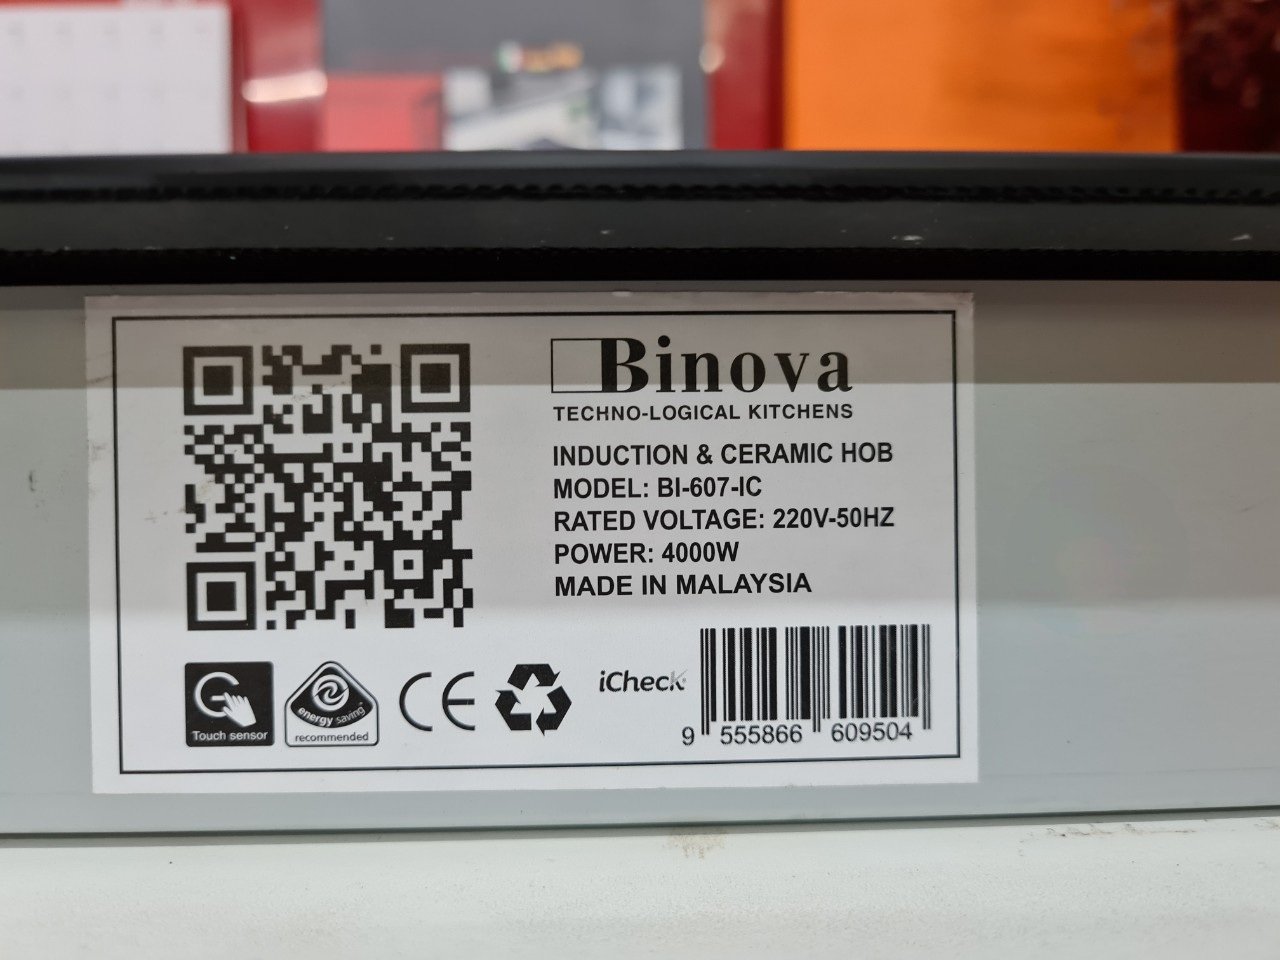 Binova
TECHNO-LOGICAL KITCHENS
INDUCTION & CERAMIC HOB
MODEL: BI-607-IC
RATED VOLTAGE: 220V-50HZ
POWER: 4000W
MADE IN MALAYSIA
Touch sensor
energy saving
recommended
CE
iCheck
9 555866 609504